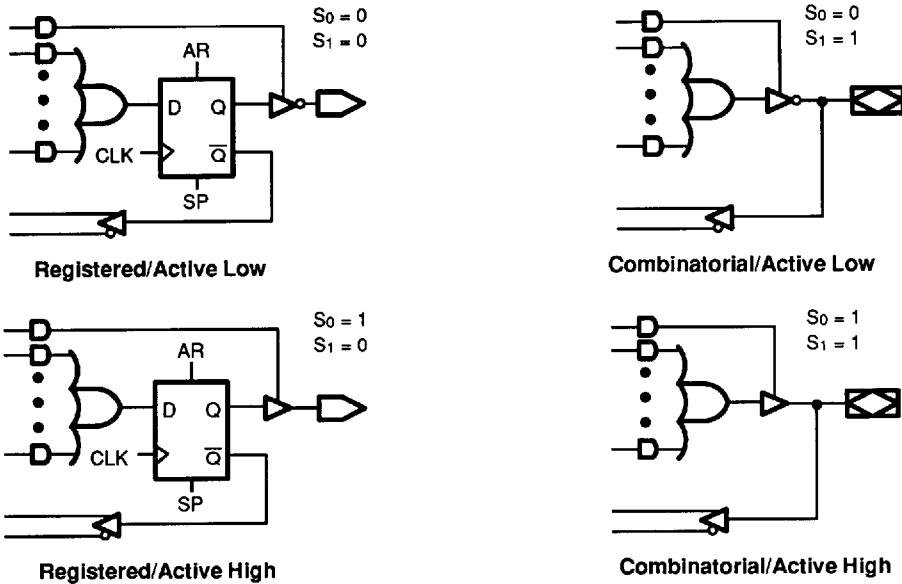 S₀ = 0
S₁ = 0
AR
D Q
CLK Q̅
SP
Registered/Active Low
S₀ = 0
S₁ = 1
Combinatorial/Active Low
S₀ = 1
S₁ = 0
AR
D Q
CLK Q̅
SP
Registered/Active High
S₀ = 1
S₁ = 1
Combinatorial/Active High